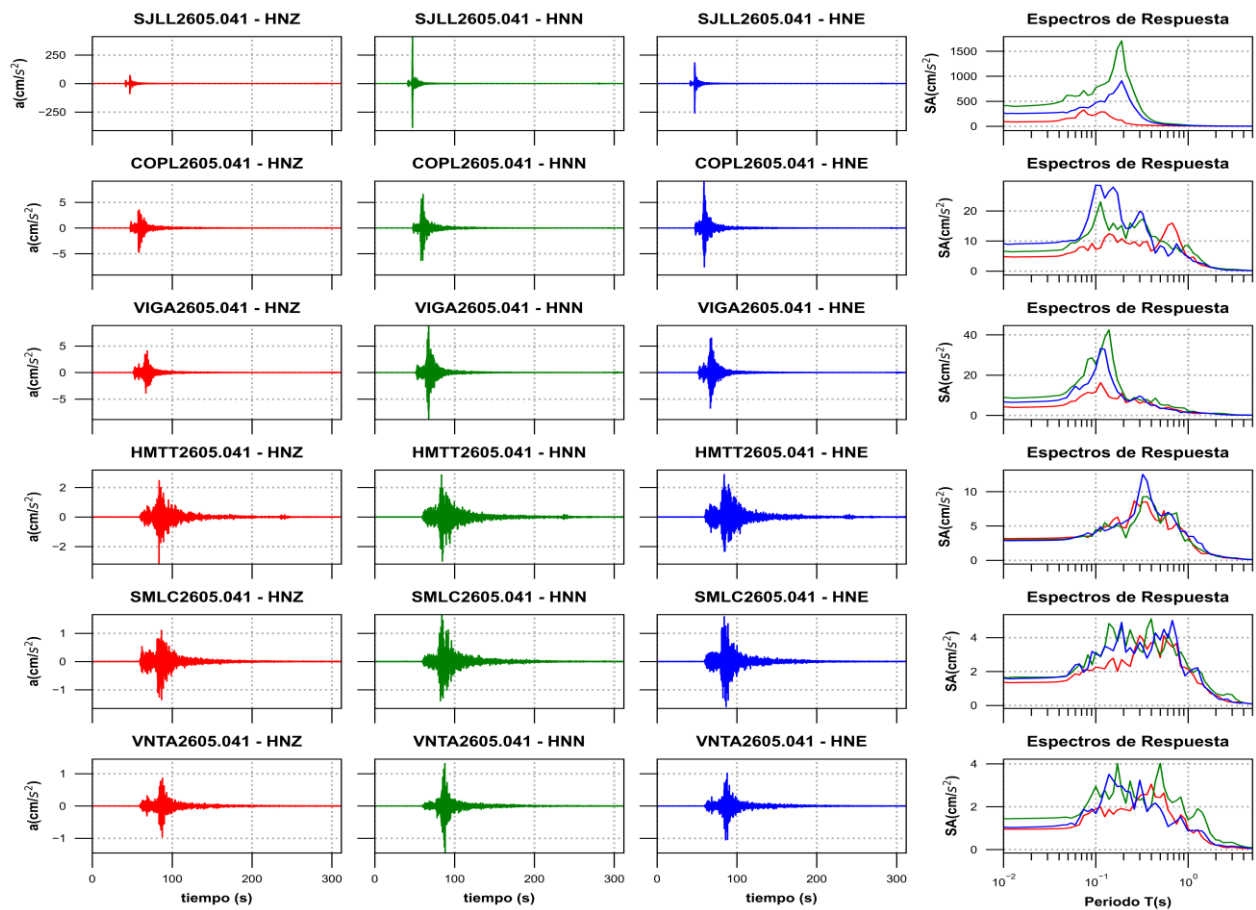 SJLL2605.041 - HNZ SJLL2605.041 - HNN SJLL2605.041 - HNE Espectros de Respuesta
a(cm/s²) 250 0 −250
SA(cm/s²) 1500 1000 500 0
COPL2605.041 - HNZ COPL2605.041 - HNN COPL2605.041 - HNE Espectros de Respuesta
a(cm/s²) 5 0 −5
SA(cm/s²) 20 10 0
VIGA2605.041 - HNZ VIGA2605.041 - HNN VIGA2605.041 - HNE Espectros de Respuesta
a(cm/s²) 5 0 −5
SA(cm/s²) 40 20 0
HMTT2605.041 - HNZ HMTT2605.041 - HNN HMTT2605.041 - HNE Espectros de Respuesta
a(cm/s²) 2 0 −2
SA(cm/s²) 10 5 0
SMLC2605.041 - HNZ SMLC2605.041 - HNN SMLC2605.041 - HNE Espectros de Respuesta
a(cm/s²) 1 0 −1
SA(cm/s²) 4 2 0
VNTA2605.041 - HNZ VNTA2605.041 - HNN VNTA2605.041 - HNE Espectros de Respuesta
a(cm/s²) 1 0 −1
SA(cm/s²) 4 2 0
0 100 200 300 0 100 200 300 0 100 200 300 10⁻² 10⁻¹ 10⁰
tiempo (s) tiempo (s) tiempo (s) Periodo T(s)